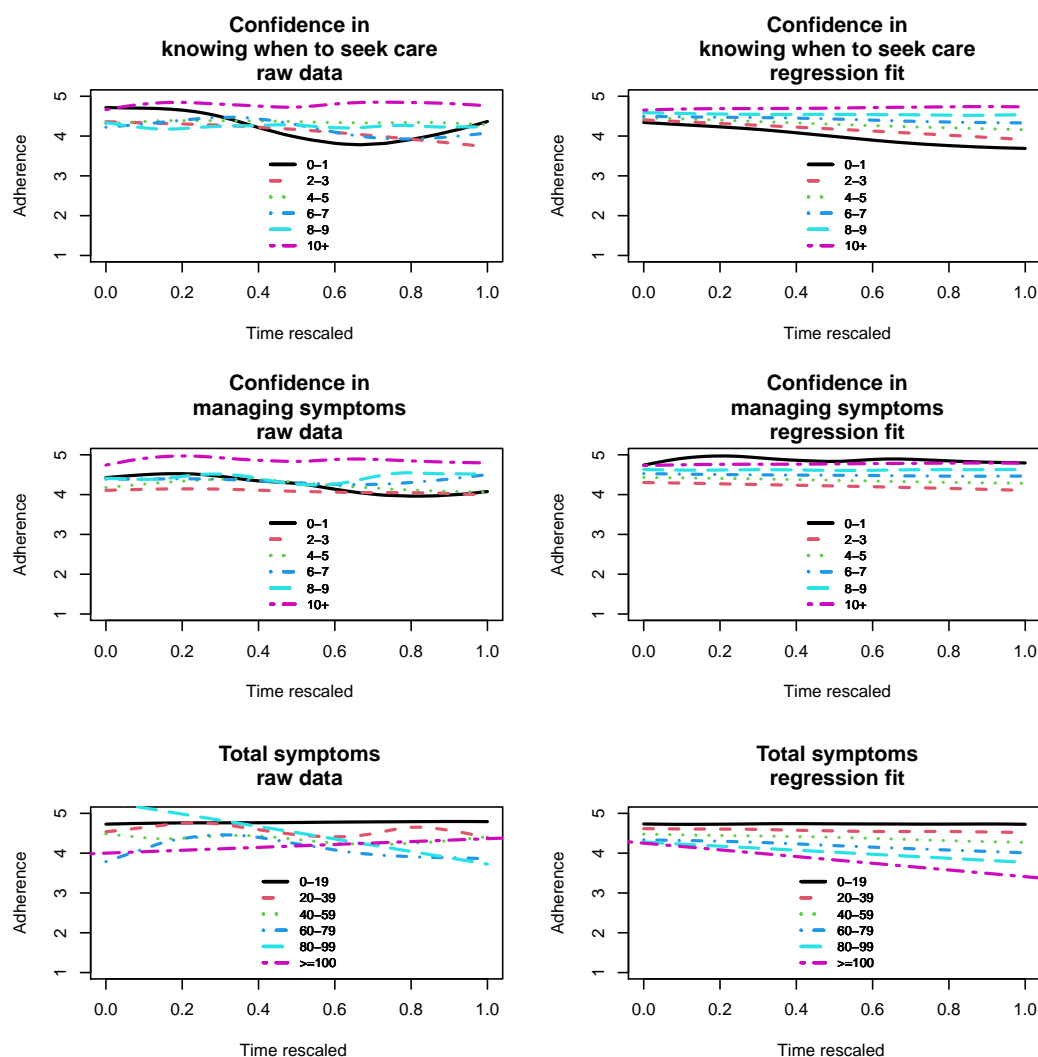 Confidence in
knowing when to seek care
raw data
Adherence
5
4
3
2
1
0–1
2–3
4–5
6–7
8–9
10+
0.0 0.2 0.4 0.6 0.8 1.0
Time rescaled
Confidence in
knowing when to seek care
regression fit
Adherence
5
4
3
2
1
0–1
2–3
4–5
6–7
8–9
10+
0.0 0.2 0.4 0.6 0.8 1.0
Time rescaled
Confidence in
managing symptoms
raw data
Adherence
5
4
3
2
1
0–1
2–3
4–5
6–7
8–9
10+
0.0 0.2 0.4 0.6 0.8 1.0
Time rescaled
Confidence in
managing symptoms
regression fit
Adherence
5
4
3
2
1
0–1
2–3
4–5
6–7
8–9
10+
0.0 0.2 0.4 0.6 0.8 1.0
Time rescaled
Total symptoms
raw data
Adherence
5
4
3
2
1
0–19
20–39
40–59
60–79
80–99
>=100
0.0 0.2 0.4 0.6 0.8 1.0
Time rescaled
Total symptoms
regression fit
Adherence
5
4
3
2
1
0–19
20–39
40–59
60–79
80–99
>=100
0.0 0.2 0.4 0.6 0.8 1.0
Time rescaled